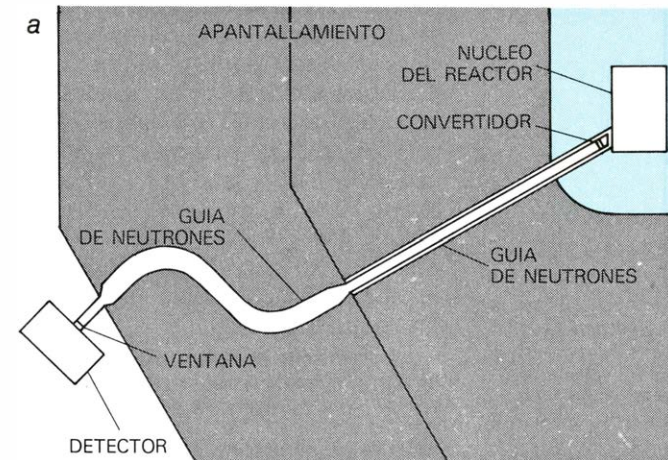 a
APANTALLAMIENTO
NUCLEO
DEL REACTOR
CONVERTIDOR
GUIA
DE NEUTRONES
GUIA
DE NEUTRONES
VENTANA
DETECTOR